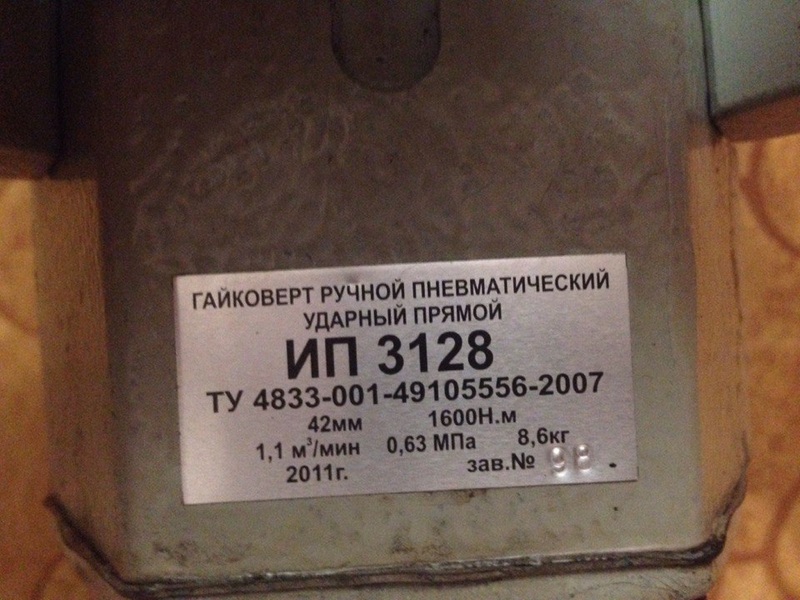 ГАЙКОВЕРТ РУЧНОЙ ПНЕВМАТИЧЕСКИЙ
УДАРНЫЙ ПРЯМОЙ
ИП 3128
ТУ 4833-001-49105556-2007
42мм 1600Н.м
1,1 м³/мин 0,63 МПа 8,6кг
2011г. зав.№ 98